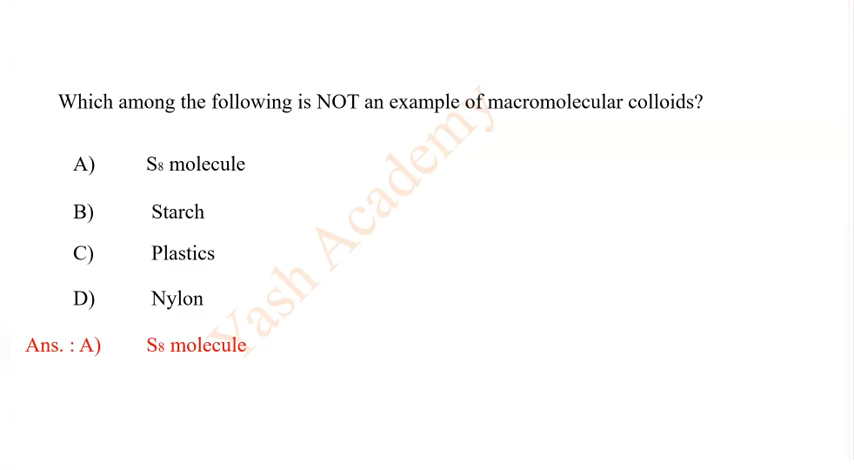 Which among the following is NOT an example of macromolecular colloids?
A) S₈ molecule
B) Starch
C) Plastics
D) Nylon
Ans. : A) S₈ molecule
Yash Academy